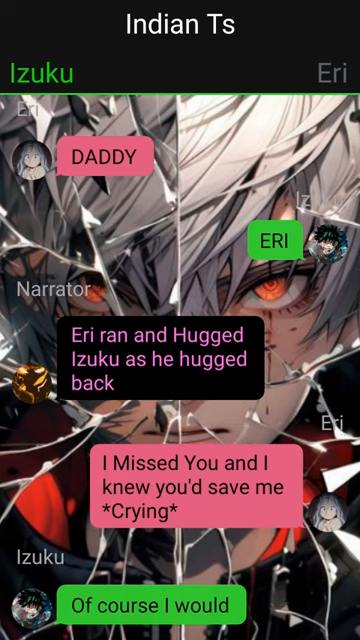 Indian Ts
Izuku
Eri
Eri
DADDY
Iz
ERI
Narrator
Eri ran and Hugged
Izuku as he hugged
back
Eri
I Missed You and I
knew you'd save me
*Crying*
Izuku
Of course I would